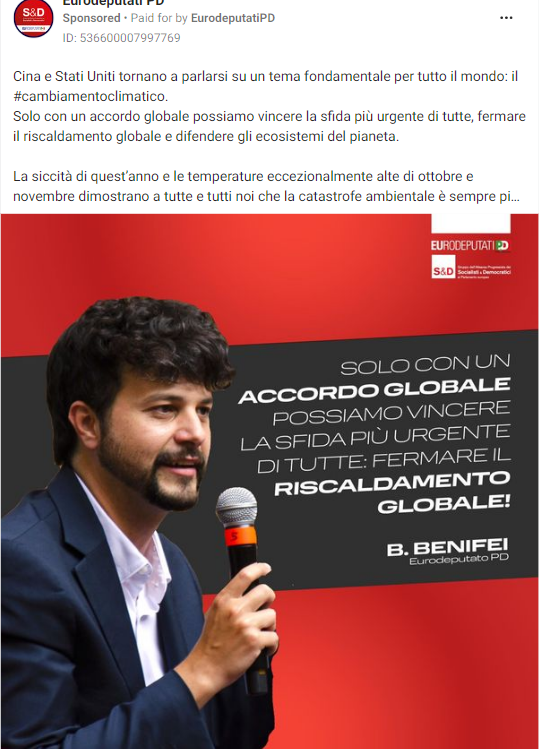 Eurodeputati PD
Sponsored • Paid for by EurodeputatiPD
ID: 536600007997769
Cina e Stati Uniti tornano a parlarsi su un tema fondamentale per tutto il mondo: il
#cambiamentoclimatico.
Solo con un accordo globale possiamo vincere la sfida più urgente di tutte, fermare
il riscaldamento globale e difendere gli ecosistemi del pianeta.
La siccità di quest'anno e le temperature eccezionalmente alte di ottobre e
novembre dimostrano a tutte e tutti noi che la catastrofe ambientale è sempre pi...
S&D
EURODEPUTATI PD
S&D
Socialisti & Democratici
SOLO CON UN
ACCORDO GLOBALE
POSSIAMO VINCERE
LA SFIDA PIÙ URGENTE
DI TUTTE: FERMARE IL
RISCALDAMENTO
GLOBALE!
B. BENIFEI
Eurodeputato PD